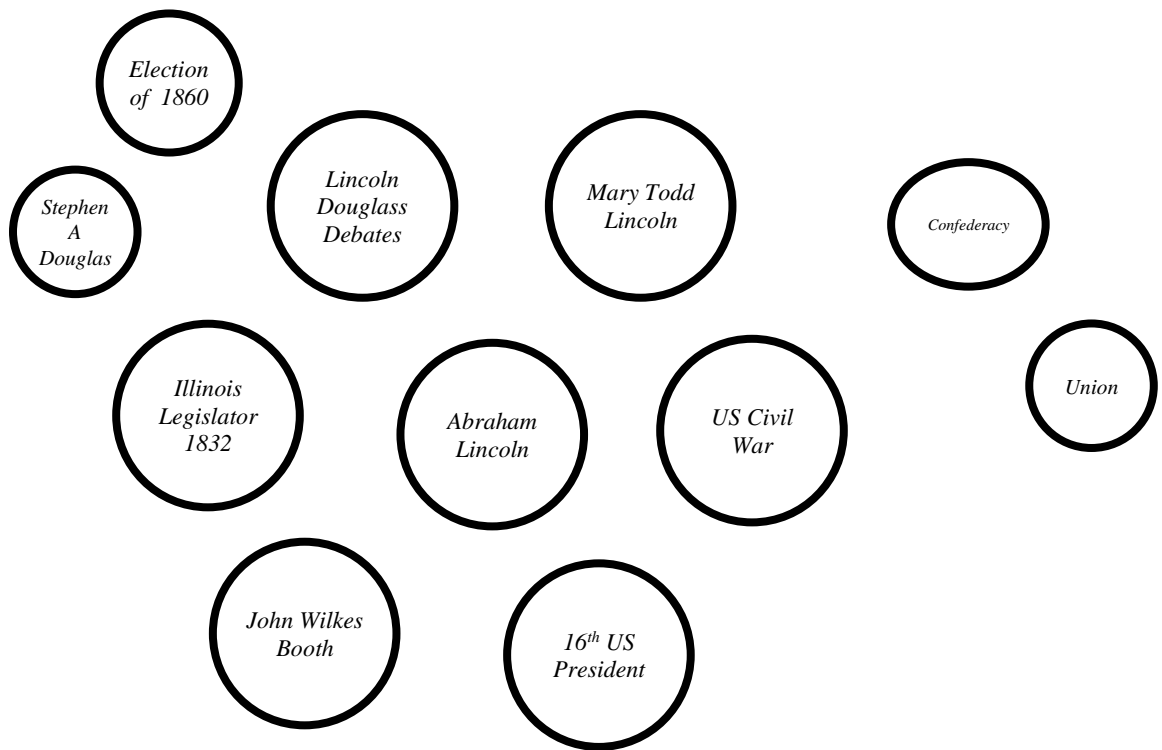 Election
of 1860
Lincoln
Douglass
Debates
Mary Todd
Lincoln
Stephen
A
Douglas
Confederacy
Illinois
Legislator
1832
Abraham
Lincoln
US Civil
War
Union
John Wilkes
Booth
16th US
President